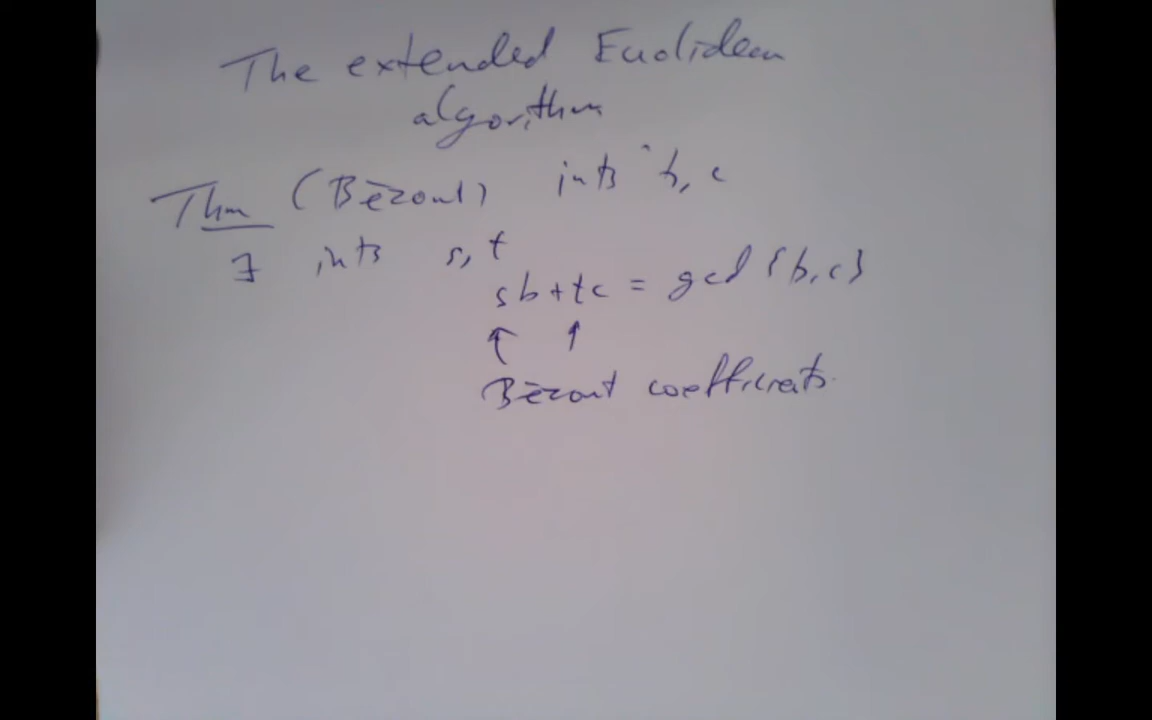 The extended Euclidean
algorithm
Thm (Bézout) ints b, c
∃ ints s, t
sb + tc = gcd {b, c}
↑ ↑
Bézout coefficients